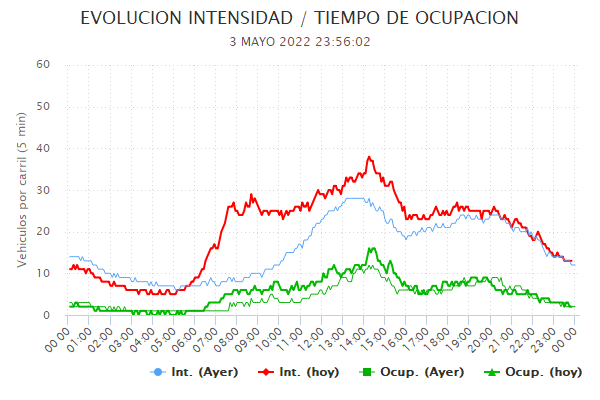 EVOLUCION INTENSIDAD / TIEMPO DE OCUPACION
3 MAYO 2022 23:56:02
Vehiculos por carril (5 min)
60
50
40
30
20
10
0
00:00 01:00 02:00 03:00 04:00 05:00 06:00 07:00 08:00 09:00 10:00 11:00 12:00 13:00 14:00 15:00 16:00 17:00 18:00 19:00 20:00 21:00 22:00 23:00 00:00
Int. (Ayer) Int. (hoy) Ocup. (Ayer) Ocup. (hoy)